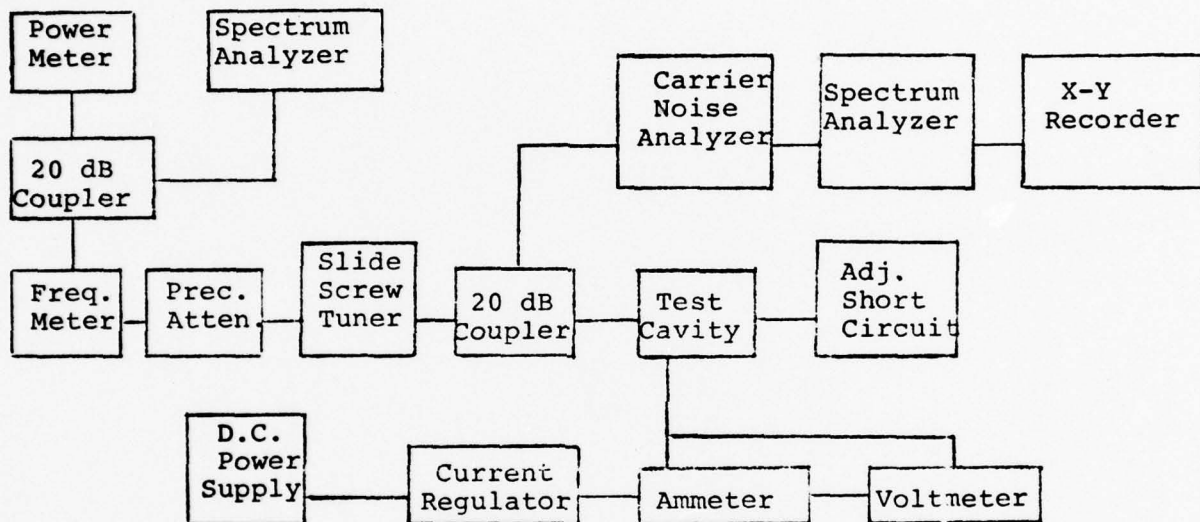 Power
Meter
Spectrum
Analyzer
Carrier
Noise
Analyzer
Spectrum
Analyzer
X-Y
Recorder
20 dB
Coupler
Freq.
Meter
Prec.
Atten.
Slide
Screw
Tuner
20 dB
Coupler
Test
Cavity
Adj.
Short
Circuit
D.C.
Power
Supply
Current
Regulator
Ammeter
Voltmeter